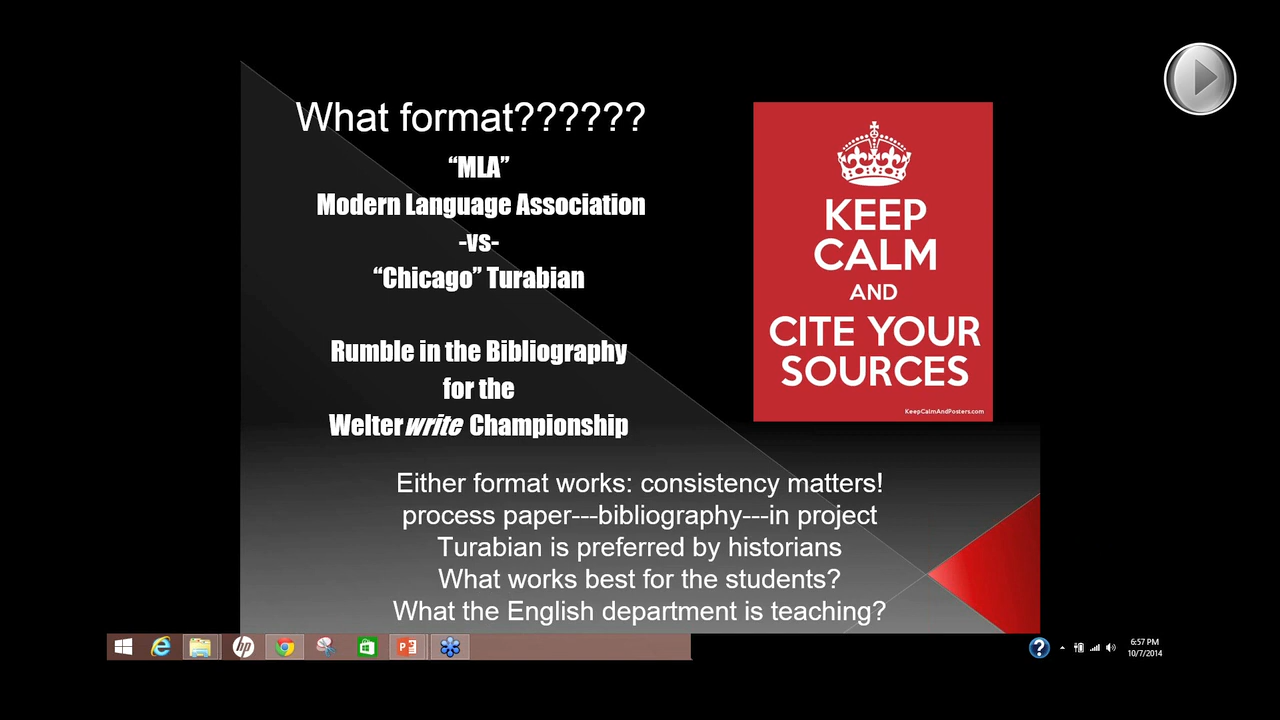 What format??????
“MLA”
Modern Language Association
-vs-
“Chicago” Turabian
Rumble in the Bibliography
for the
Welterwrite Championship
KEEP
CALM
AND
CITE YOUR
SOURCES
KeepCalmAndPosters.com
Either format works: consistency matters!
process paper---bibliography---in project
Turabian is preferred by historians
What works best for the students?
What the English department is teaching?
6:57 PM
10/7/2014